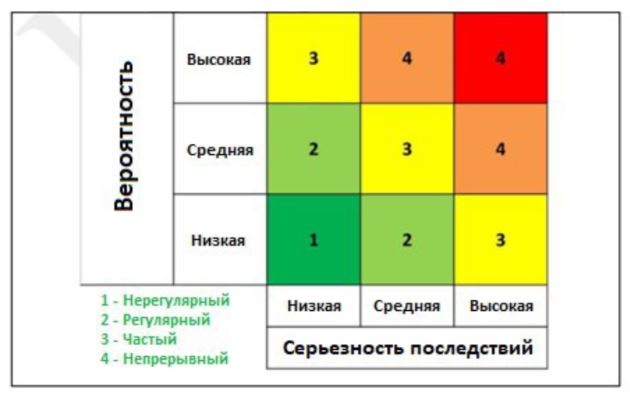 Вероятность
Высокая 3 4 4
Средняя 2 3 4
Низкая 1 2 3
1 - Нерегулярный
2 - Регулярный
3 - Частый
4 - Непрерывный
Низкая Средняя Высокая
Серьезность последствий